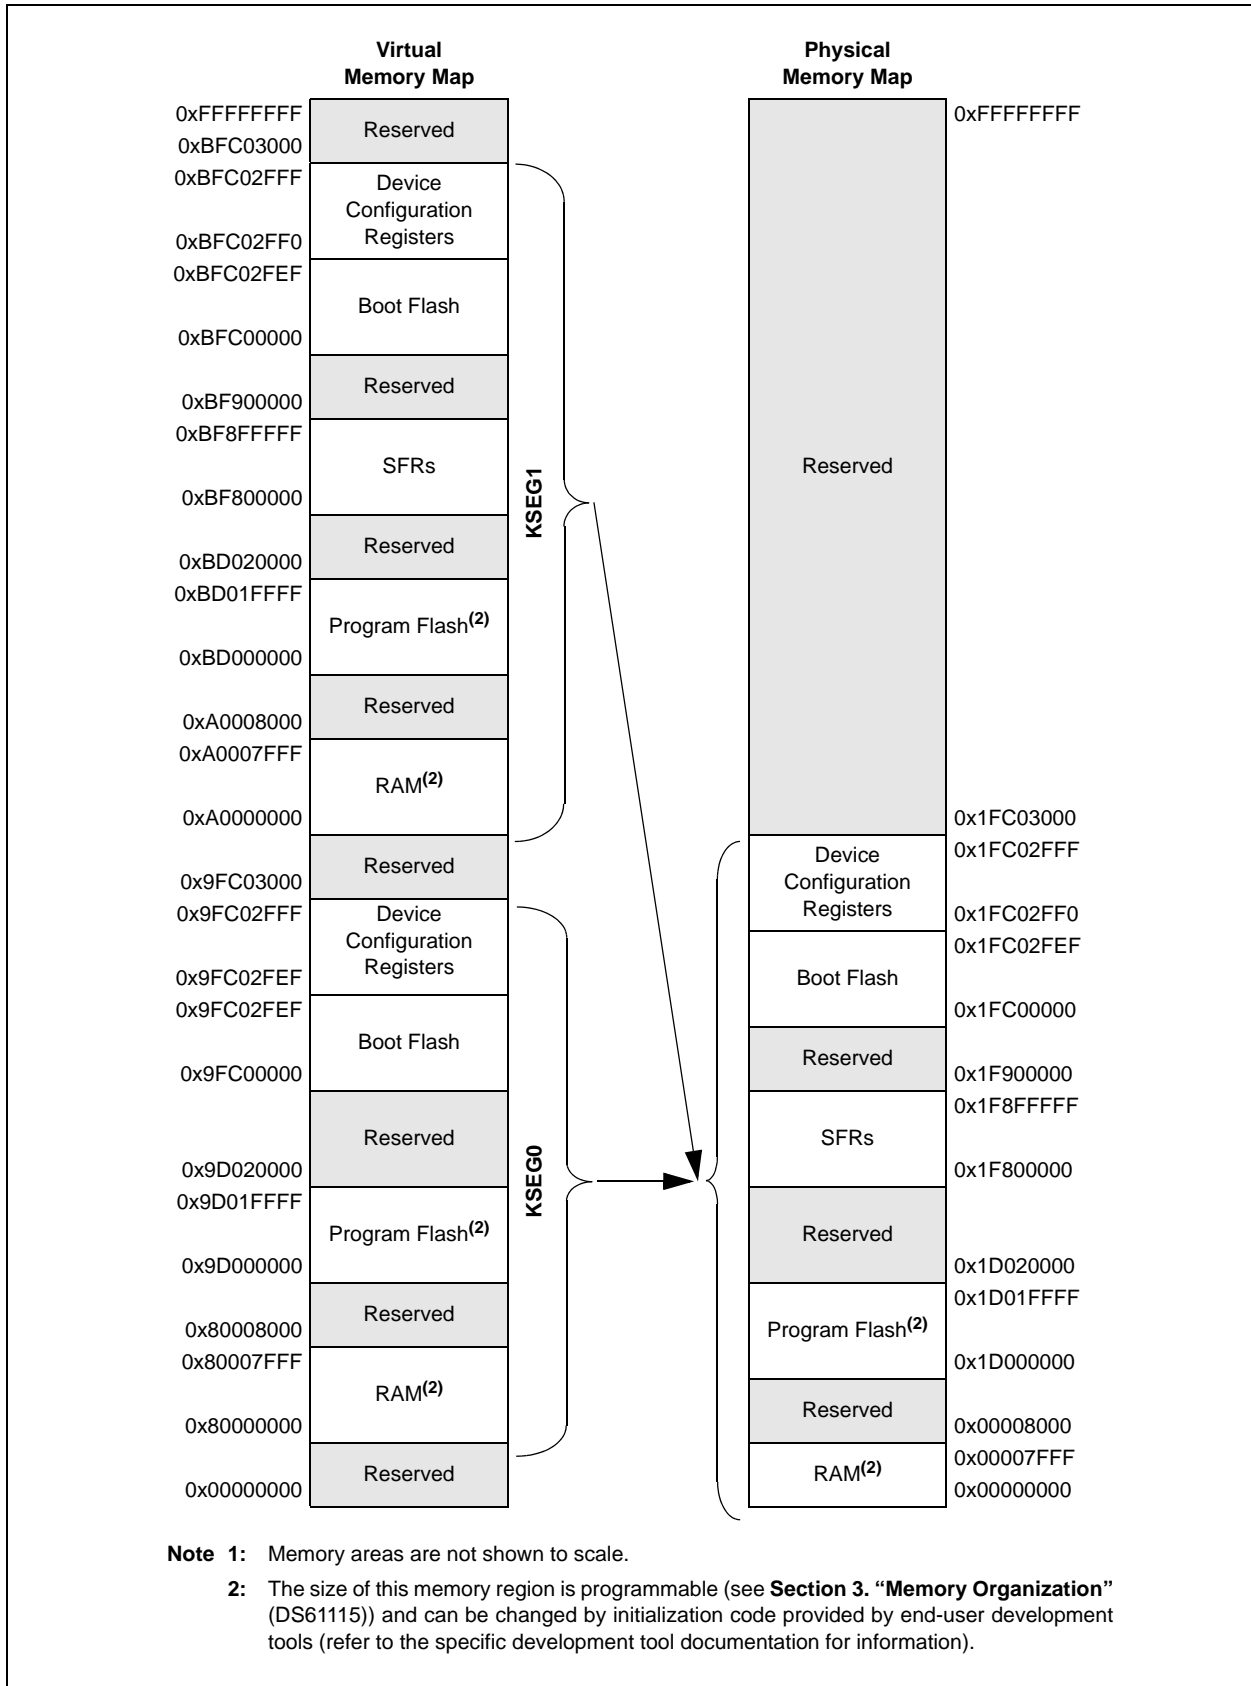 Virtual
Memory Map
0xFFFFFFFF
Reserved
0xBFC03000
0xBFC02FFF
Device
Configuration
Registers
0xBFC02FF0
0xBFC02FEF
Boot Flash
0xBFC00000
Reserved
0xBF900000
0xBF8FFFFF
SFRs
0xBF800000
Reserved
0xBD020000
0xBD01FFFF
Program Flash(2)
0xBD000000
Reserved
0xA0008000
0xA0007FFF
RAM(2)
0xA0000000
Reserved
0x9FC03000
0x9FC02FFF
Device
Configuration
Registers
0x9FC02FEF
0x9FC02FEF
Boot Flash
0x9FC00000
Reserved
0x9D020000
0x9D01FFFF
Program Flash(2)
0x9D000000
Reserved
0x80008000
0x80007FFF
RAM(2)
0x80000000
Reserved
0x00000000
KSEG1
KSEG0
Physical
Memory Map
0xFFFFFFFF
Reserved
0x1FC03000
0x1FC02FFF
Device
Configuration
Registers
0x1FC02FF0
0x1FC02FEF
Boot Flash
0x1FC00000
Reserved
0x1F900000
0x1F8FFFFF
SFRs
0x1F800000
Reserved
0x1D020000
0x1D01FFFF
Program Flash(2)
0x1D000000
Reserved
0x00008000
0x00007FFF
RAM(2)
0x00000000
Note 1: Memory areas are not shown to scale.
2: The size of this memory region is programmable (see Section 3. “Memory Organization”
(DS61115)) and can be changed by initialization code provided by end-user development
tools (refer to the specific development tool documentation for information).